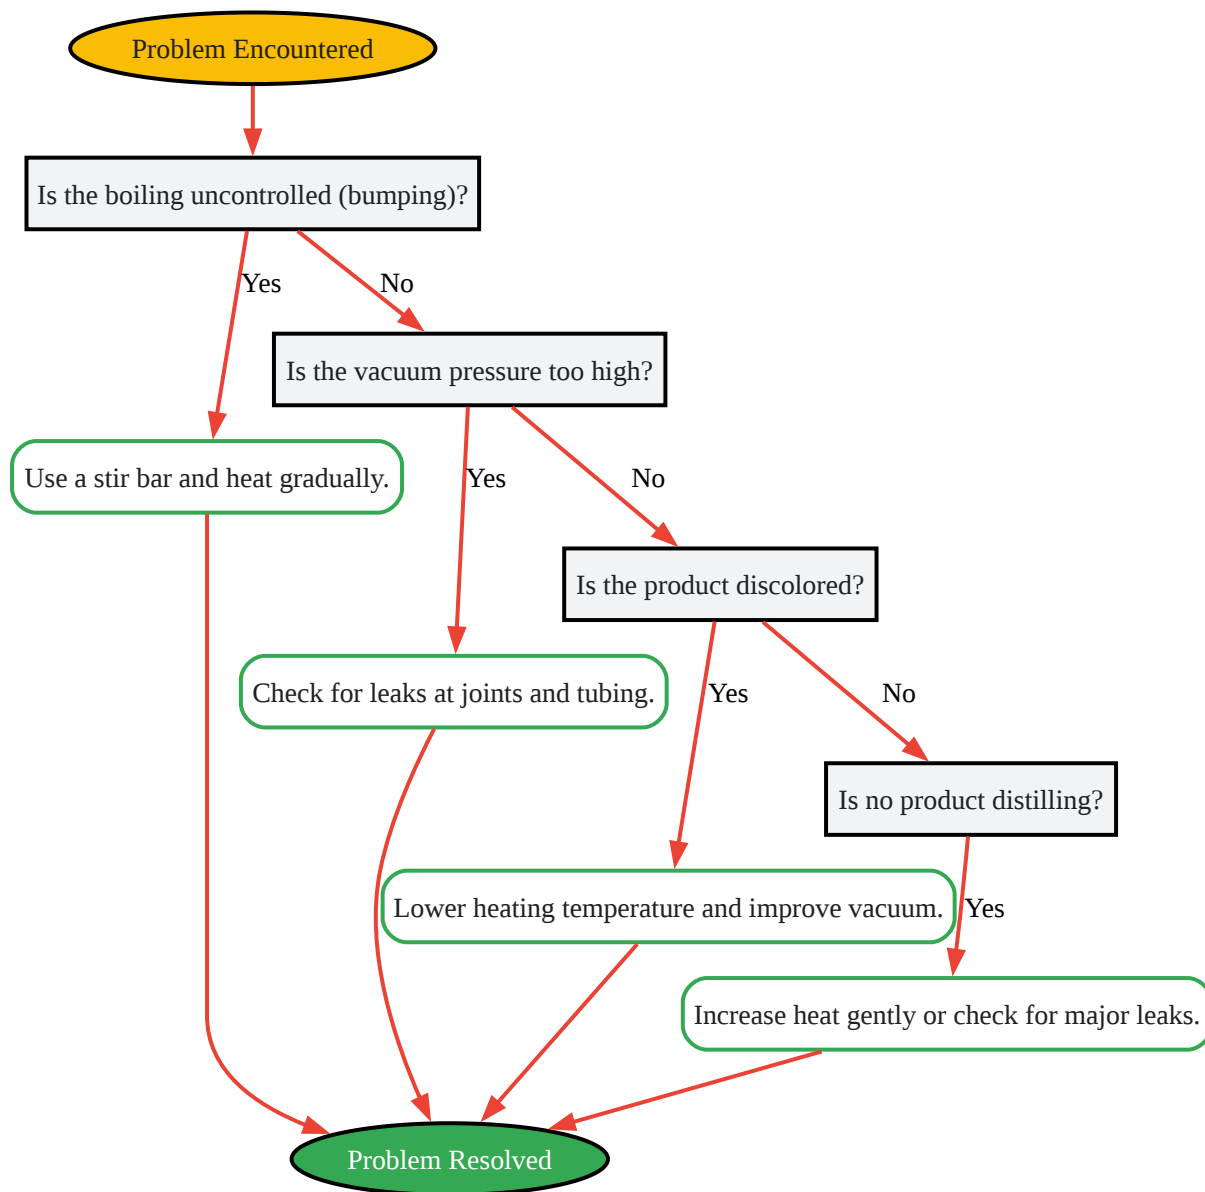 Problem Encountered
Is the boiling uncontrolled (bumping)?
Yes
No
Is the vacuum pressure too high?
Use a stir bar and heat gradually.
Yes
No
Is the product discolored?
Check for leaks at joints and tubing.
Yes
No
Is no product distilling?
Lower heating temperature and improve vacuum.
Yes
Increase heat gently or check for major leaks.
Problem Resolved